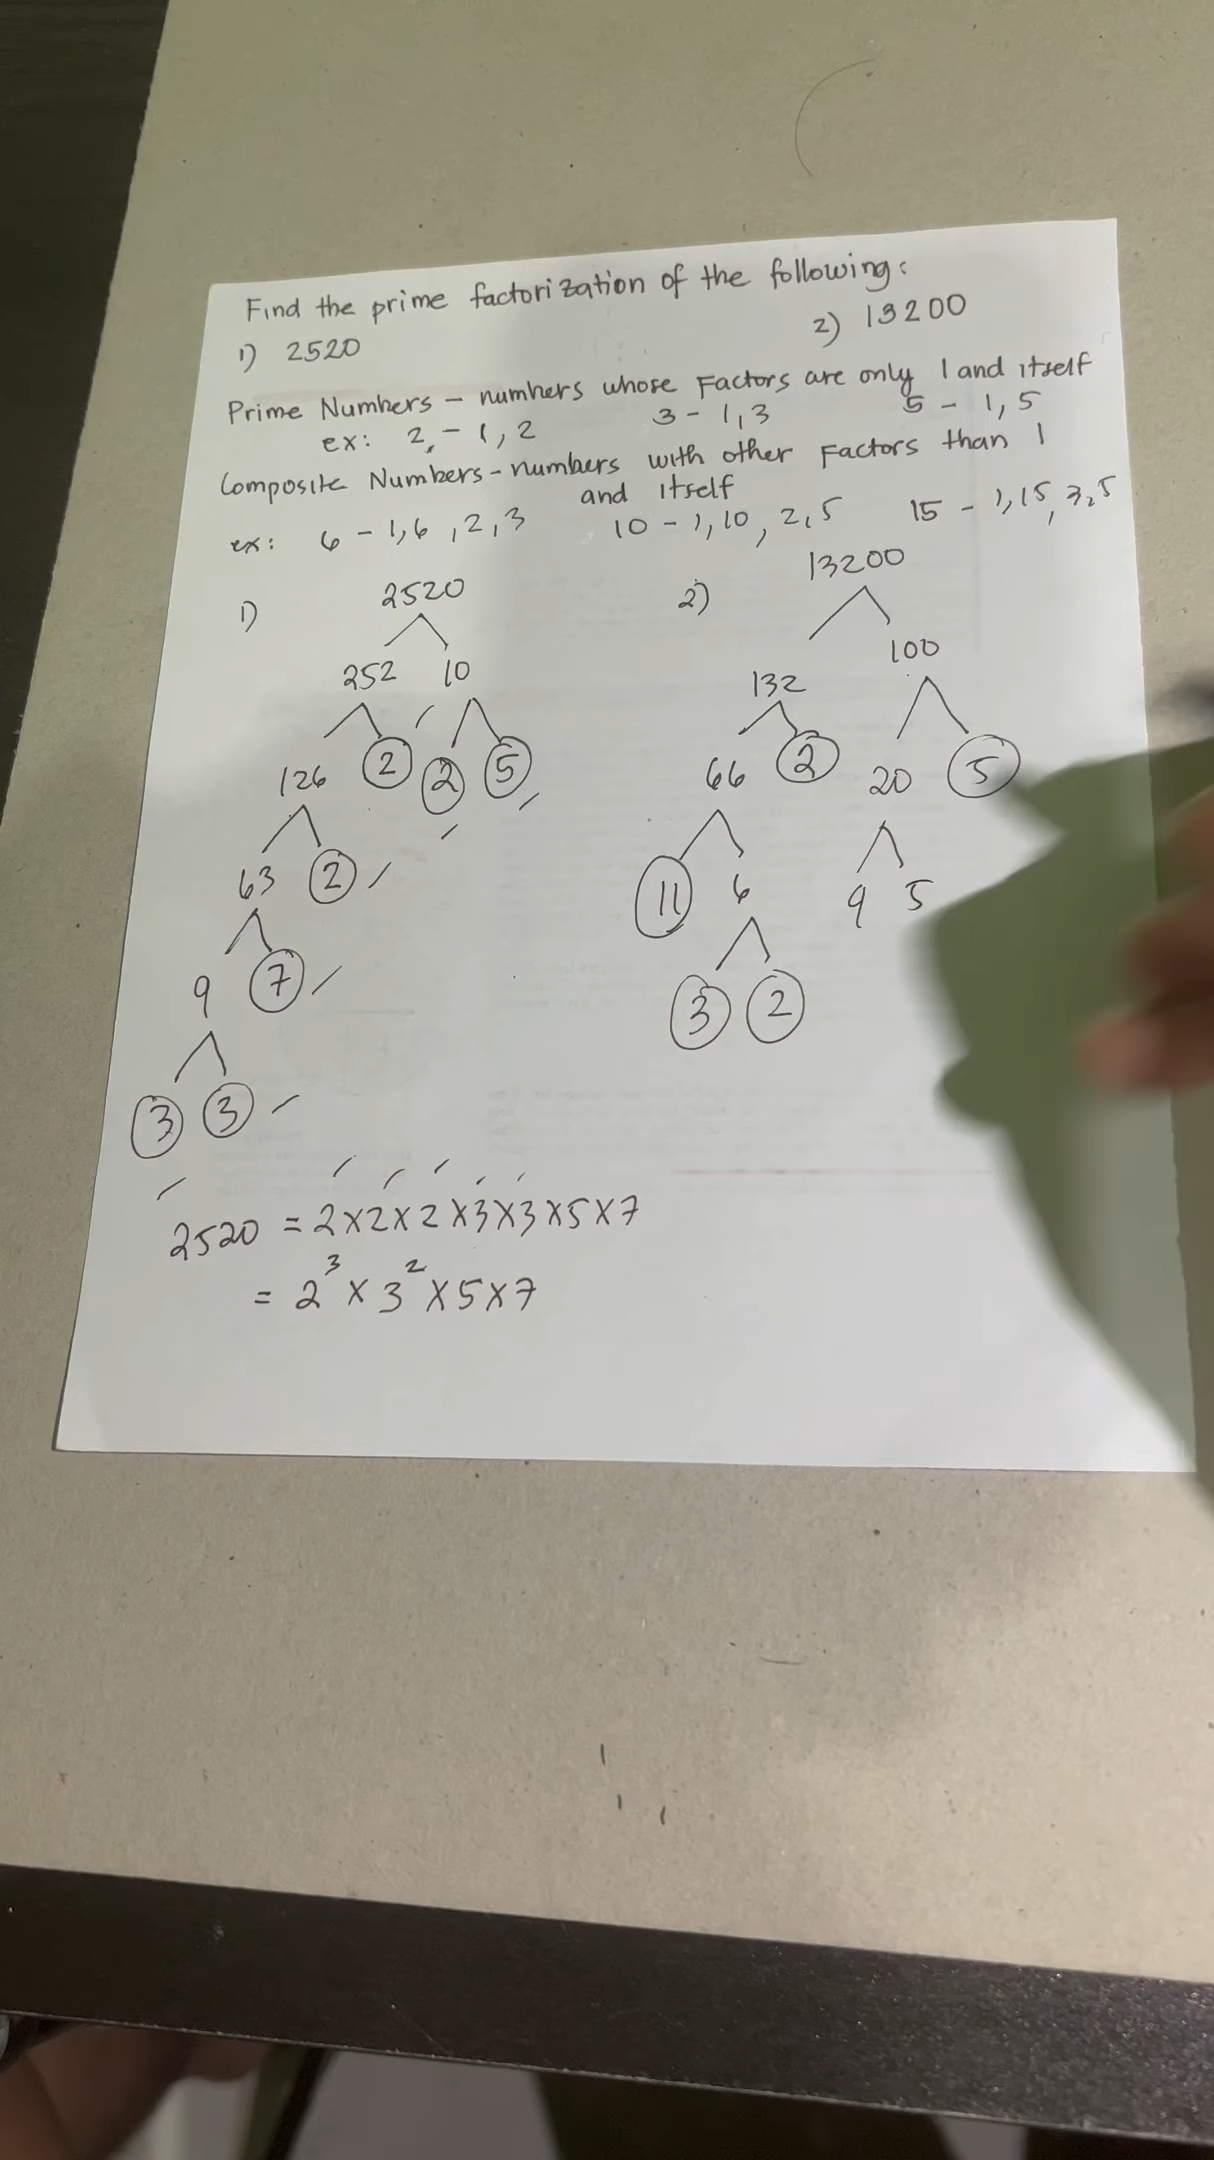 Find the prime factorization of the following:
1) 2520 2) 13200
Prime Numbers - numbers whose Factors are only 1 and itself
ex: 2, - 1, 2 3 - 1, 3 5 - 1, 5
Composite Numbers - numbers with other Factors than 1
and itself
ex: 6 - 1, 6, 2, 3 10 - 1, 10, 2, 5 15 - 1, 15, 3, 5
1) 2520
252 10
126 2 2 5
63 2
9 7
3 3
2520 = 2 x 2 x 2 x 3 x 3 x 5 x 7
= 2³ x 3² x 5 x 7
2) 13200
132 100
66 2 20 5
11 6 9 5
3 2